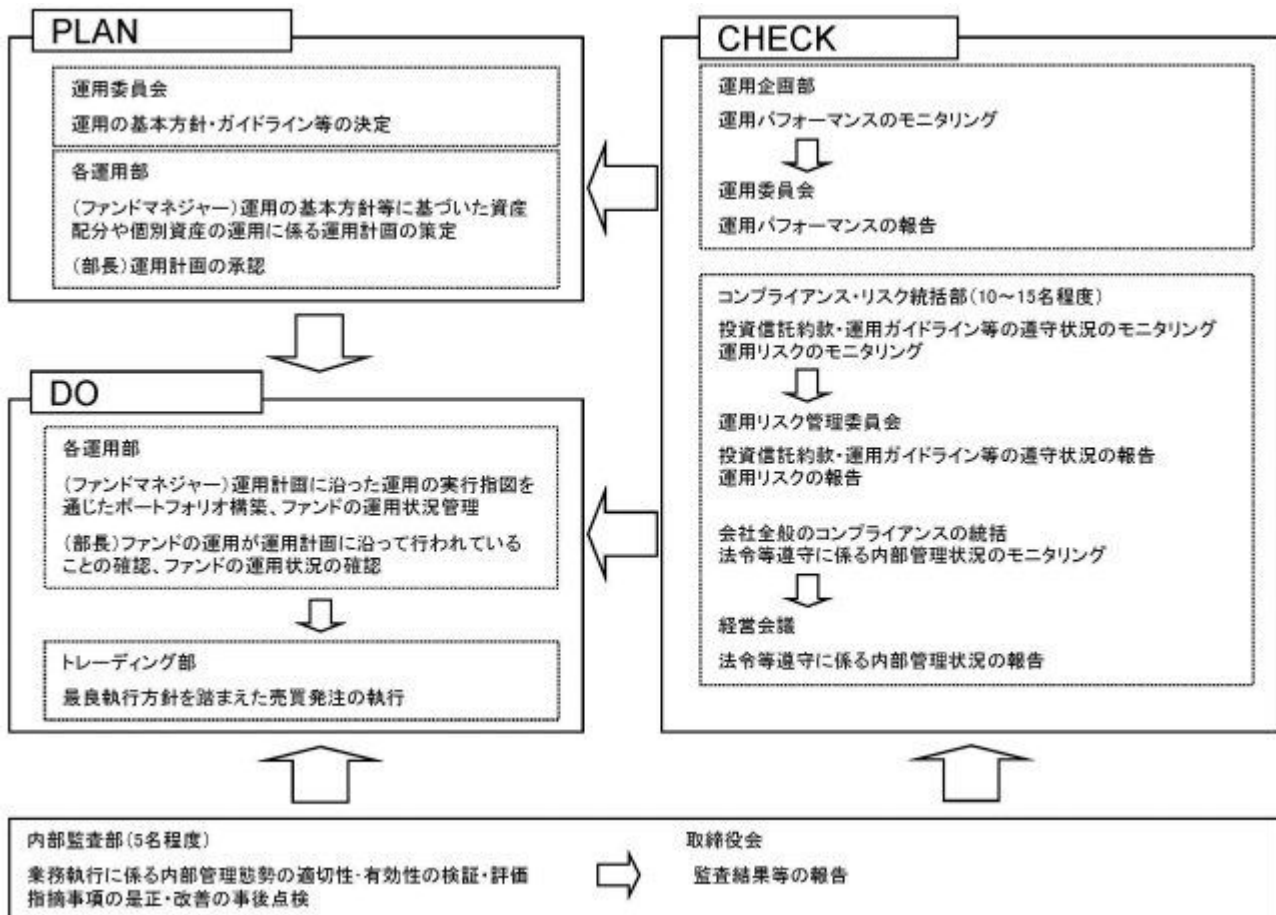 PLAN
運用委員会
運用の基本方針・ガイドライン等の決定
各運用部
(ファンドマネジャー)運用の基本方針等に基づいた資産
配分や個別資産の運用に係る運用計画の策定
(部長)運用計画の承認
DO
各運用部
(ファンドマネジャー)運用計画に沿った運用の実行指図を
通じたポートフォリオ構築、ファンドの運用状況管理
(部長)ファンドの運用が運用計画に沿って行われている
ことの確認、ファンドの運用状況の確認
トレーディング部
最良執行方針を踏まえた売買発注の執行
CHECK
運用企画部
運用パフォーマンスのモニタリング
運用委員会
運用パフォーマンスの報告
コンプライアンス・リスク統括部(10~15名程度)
投資信託約款・運用ガイドライン等の遵守状況のモニタリング
運用リスクのモニタリング
運用リスク管理委員会
投資信託約款・運用ガイドライン等の遵守状況の報告
運用リスクの報告
会社全般のコンプライアンスの統括
法令等遵守に係る内部管理状況のモニタリング
経営会議
法令等遵守に係る内部管理状況の報告
内部監査部(5名程度)
業務執行に係る内部管理態勢の適切性・有効性の検証・評価
指摘事項の是正・改善の事後点検
取締役会
監査結果等の報告